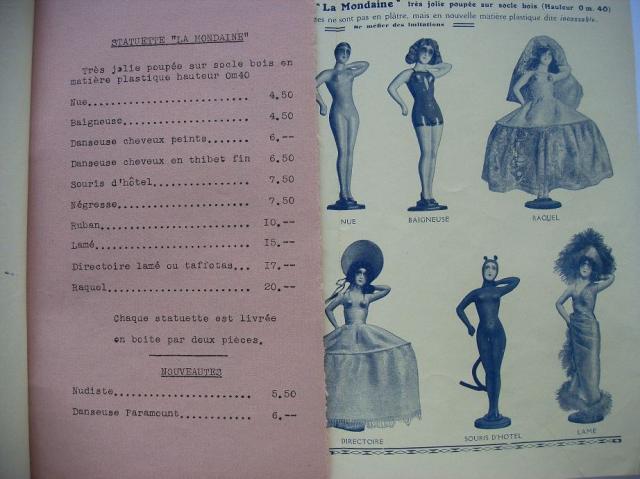 STATUETTE "LA MONDAINE"
Très jolie poupée sur socle bois en
matière plastique hauteur 0m40
Nue.......................... 4.50
Baigneuse.................... 4.50
Danseuse cheveux peints....... 6.--
Danseuse cheveux en thibet fin 6.50
Souris d'hôtel............... 7.50
Négresse..................... 7.50
Ruban........................ 10.--
Lamé......................... 15.--
Directoire lamé ou taffetas... 17.--
Raquel....................... 20.--
Chaque statuette est livrée
en boite par deux pièces.
NOUVEAUTES
Nudiste...................... 5.50
Danseuse Paramount........... 6.--
"La Mondaine" très jolie poupée sur socle bois (Hauteur 0 m. 40)
ne sont pas en plâtre, mais en nouvelle matière plastique dite incassable.
Se méfier des imitations
NUE
BAIGNEUSE
RAQUEL
DIRECTOIRE
SOURIS D'HOTEL
LAMÉ